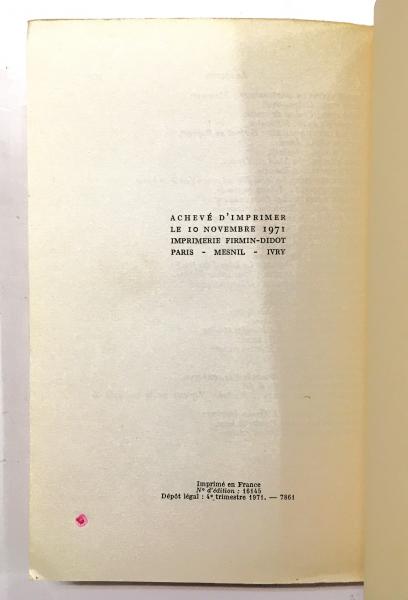 ACHEVÉ D'IMPRIMER
LE 10 NOVEMBRE 1971
IMPRIMERIE FIRMIN-DIDOT
PARIS - MESNIL - IVRY
Imprimé en France
N° d'édition : 16145
Dépôt légal : 4e trimestre 1971. — 7861